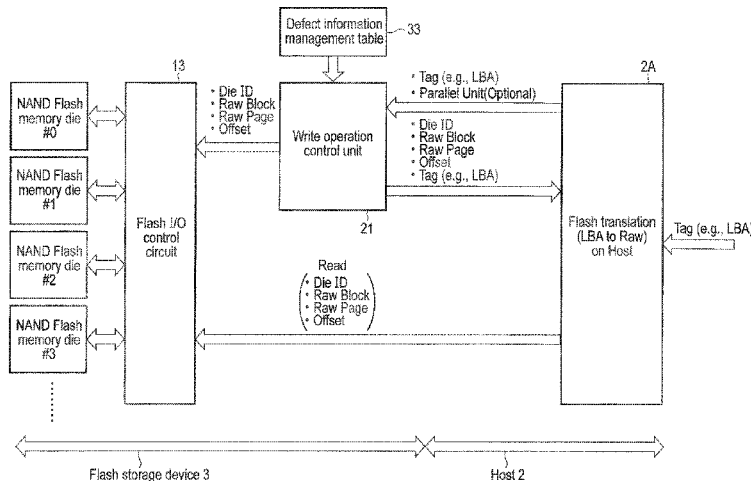 Defect information
management table
33
13
2A
NAND Flash
memory die
#0
NAND Flash
memory die
#1
NAND Flash
memory die
#2
NAND Flash
memory die
#3
Flash I/O
control
circuit
• Die ID
• Raw Block
• Raw Page
• Offset
Write operation
control unit
21
• Tag (e.g., LBA)
• Parallel Unit(Optional)
• Die ID
• Raw Block
• Raw Page
• Offset
• Tag (e.g., LBA)
Flash translation
(LBA to Raw)
on Host
Tag (e.g., LBA)
Read
• Die ID
• Raw Block
• Raw Page
• Offset
Flash storage device 3
Host 2